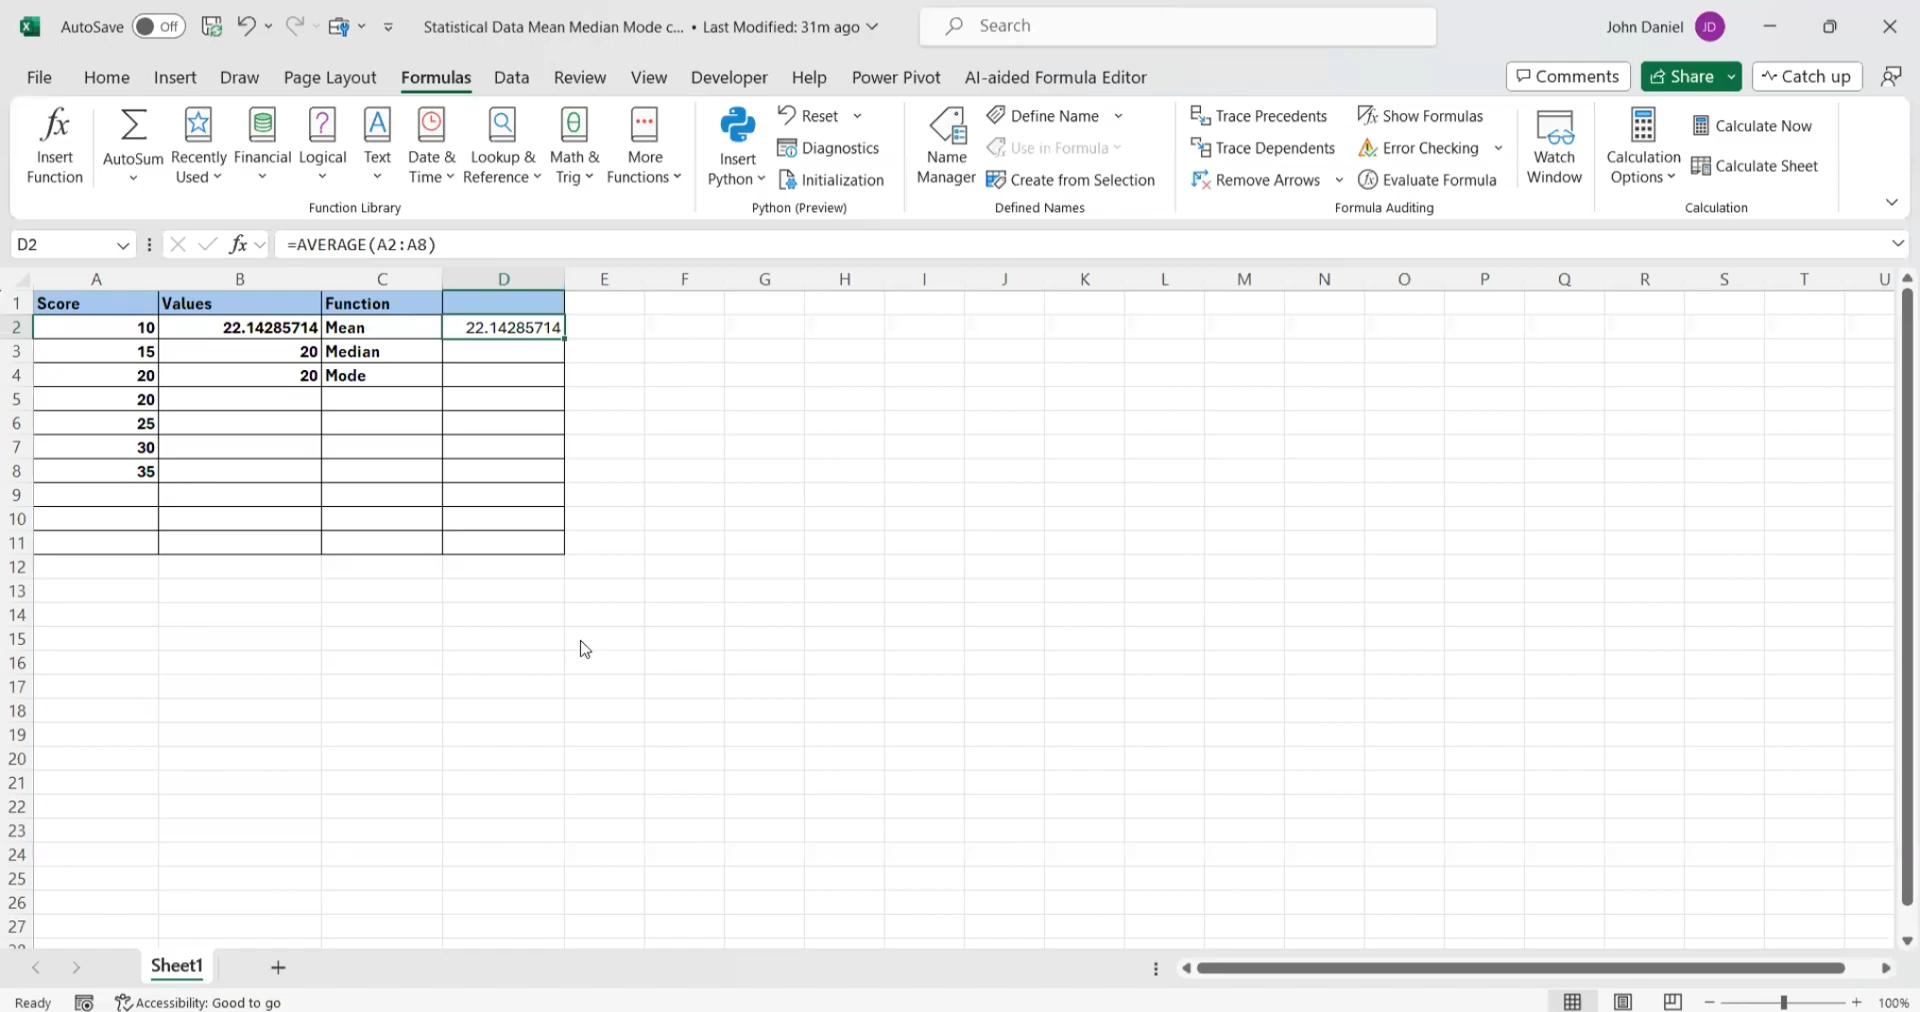 AutoSave Off Statistical Data Mean Median Mode c... • Last Modified: 31m ago Search John Daniel JD
File Home Insert Draw Page Layout Formulas Data Review View Developer Help Power Pivot AI-aided Formula Editor Comments Share Catch up
fx Insert Function
AutoSum
Recently Used
Financial
Logical
Text
Date & Time
Lookup & Reference
Math & Trig
More Functions
Function Library
Insert Python
Reset
Diagnostics
Initialization
Python (Preview)
Name Manager
Define Name
Use in Formula
Create from Selection
Defined Names
Trace Precedents
Trace Dependents
Remove Arrows
Show Formulas
Error Checking
Evaluate Formula
Formula Auditing
Watch Window
Calculation Options
Calculate Now
Calculate Sheet
Calculation
D2 fx =AVERAGE(A2:A8)
A B C D E F G H I J K L M N O P Q R S T U
1 Score Values Function
2 10 22.14285714 Mean 22.14285714
3 15 20 Median
4 20 20 Mode
5 20
6 25
7 30
8 35
9
10
11
12
13
14
15
16
17
18
19
20
21
22
23
24
25
26
27
28
Sheet1
Ready Accessibility: Good to go 100%